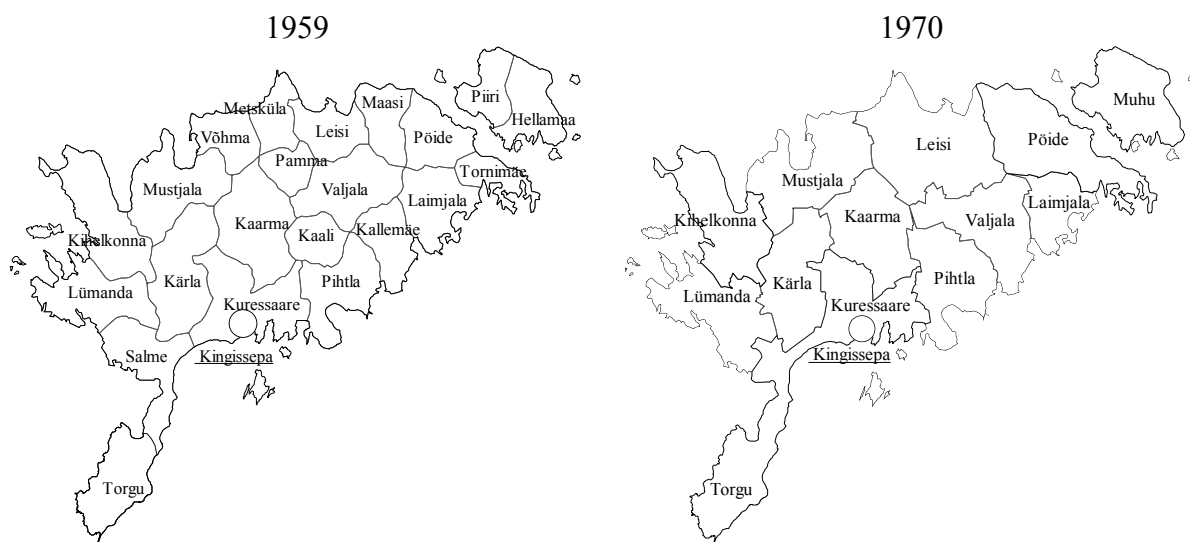 1959
Metsküla
Maasi
Piiri
Hellamaa
Võhma
Leisi
Pöide
Pamma
Tornimäe
Mustjala
Valjala
Laimjala
Kaarma
Kaali
Kallemäe
Kihelkonna
Kärla
Pihtla
Lümanda
Kuressaare
Salme
Kingissepa
Torgu
1970
Muhu
Leisi
Pöide
Mustjala
Laimjala
Kaarma
Valjala
Kihelkonna
Pihtla
Kärla
Lümanda
Kuressaare
Kingissepa
Torgu